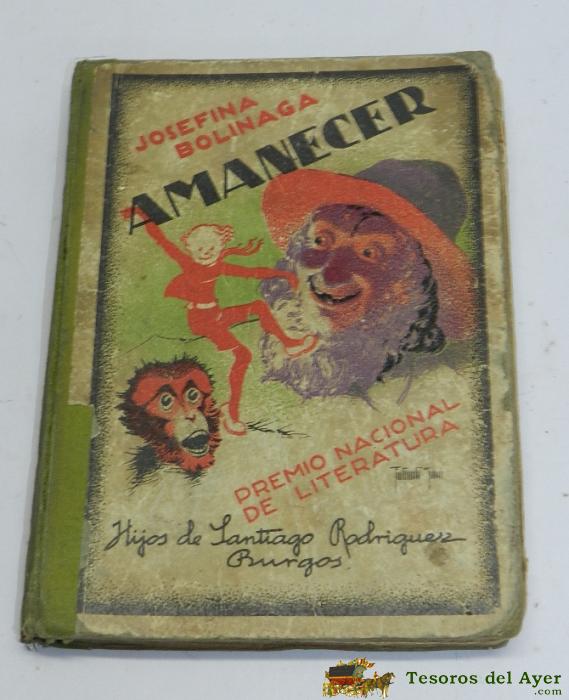 JOSEFINA
BOLINAGA
AMANECER
PREMIO NACIONAL
DE LITERATURA
Hijos de Santiago Rodriguez
Burgos
Tesoros del Ayer
.com